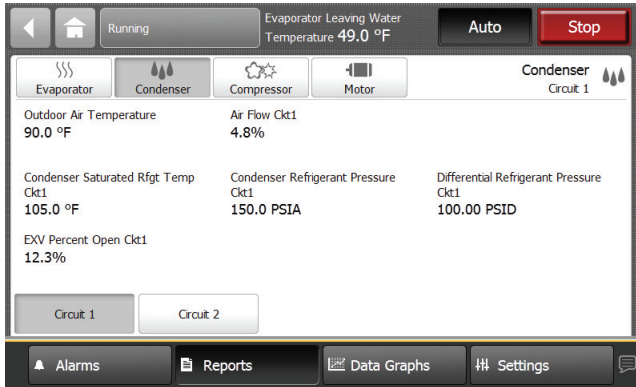 Running
Evaporator Leaving Water
Temperature 49.0 °F
Auto
Stop
Evaporator
Condenser
Compressor
Motor
Condenser
Circuit 1
Outdoor Air Temperature
90.0 °F
Air Flow Ckt1
4.8%
Condenser Saturated Rfgt Temp
Ckt1
105.0 °F
Condenser Refrigerant Pressure
Ckt1
150.0 PSIA
Differential Refrigerant Pressure
Ckt1
100.00 PSID
EXV Percent Open Ckt1
12.3%
Circuit 1
Circuit 2
Alarms
Reports
Data Graphs
Settings